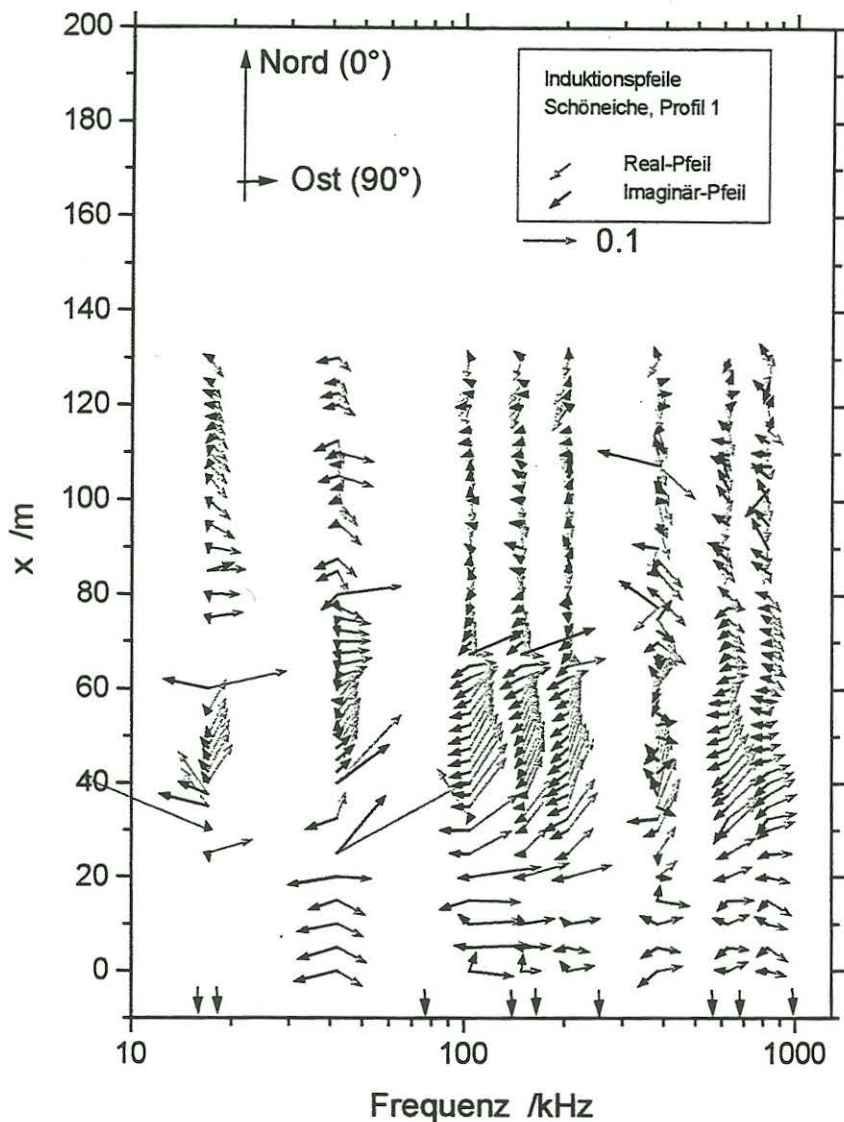 200
180
160
140
120
100
80
60
40
20
0
x /m
Nord (0°)
Ost (90°)
Induktionspfeile
Schöneiche, Profil 1
Real-Pfeil
Imaginär-Pfeil
0.1
10
100
1000
Frequenz /kHz